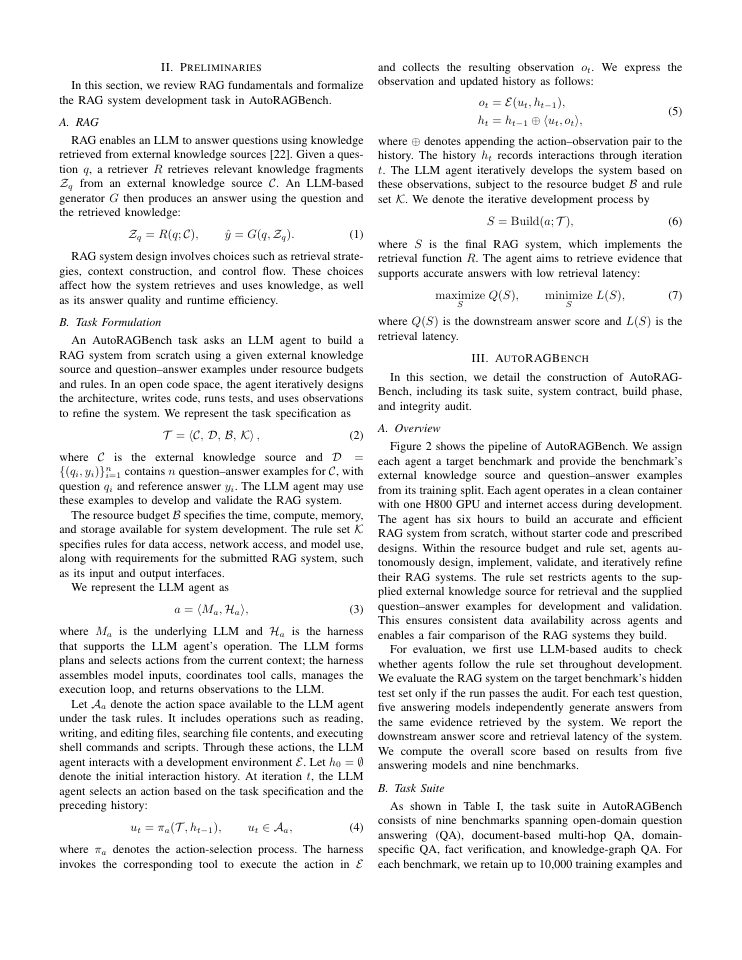 II. PRELIMINARIES
In this section, we review RAG fundamentals and formalize
the RAG system development task in AutoRAGBench.
A. RAG
RAG enables an LLM to answer questions using knowledge
retrieved from external knowledge sources [22]. Given a ques-
tion q, a retriever R retrieves relevant knowledge fragments
𝒵_q from an external knowledge source 𝒞. An LLM-based
generator G then produces an answer using the question and
the retrieved knowledge:
𝒵_q = R(q; 𝒞), ŷ = G(q, 𝒵_q). (1)
RAG system design involves choices such as retrieval strate-
gies, context construction, and control flow. These choices
affect how the system retrieves and uses knowledge, as well
as its answer quality and runtime efficiency.
B. Task Formulation
An AutoRAGBench task asks an LLM agent to build a
RAG system from scratch using a given external knowledge
source and question–answer examples under resource budgets
and rules. In an open code space, the agent iteratively designs
the architecture, writes code, runs tests, and uses observations
to refine the system. We represent the task specification as
𝒯 = ⟨𝒞, 𝒟, ℬ, 𝒦⟩ , (2)
where 𝒞 is the external knowledge source and 𝒟 =
{(q_i, y_i)}_{i=1}^n contains n question–answer examples for 𝒞, with
question q_i and reference answer y_i. The LLM agent may use
these examples to develop and validate the RAG system.
The resource budget ℬ specifies the time, compute, memory,
and storage available for system development. The rule set 𝒦
specifies rules for data access, network access, and model use,
along with requirements for the submitted RAG system, such
as its input and output interfaces.
We represent the LLM agent as
a = ⟨M_a, ℋ_a⟩, (3)
where M_a is the underlying LLM and ℋ_a is the harness
that supports the LLM agent's operation. The LLM forms
plans and selects actions from the current context; the harness
assembles model inputs, coordinates tool calls, manages the
execution loop, and returns observations to the LLM.
Let 𝒜_a denote the action space available to the LLM agent
under the task rules. It includes operations such as reading,
writing, and editing files, searching file contents, and executing
shell commands and scripts. Through these actions, the LLM
agent interacts with a development environment ℰ. Let h_0 = ∅
denote the initial interaction history. At iteration t, the LLM
agent selects an action based on the task specification and the
preceding history:
u_t = π_a(𝒯, h_{t−1}), u_t ∈ 𝒜_a, (4)
where π_a denotes the action-selection process. The harness
invokes the corresponding tool to execute the action in ℰ
and collects the resulting observation o_t. We express the
observation and updated history as follows:
o_t = ℰ(u_t, h_{t−1}),
h_t = h_{t−1} ⊕ ⟨u_t, o_t⟩, (5)
where ⊕ denotes appending the action–observation pair to the
history. The history h_t records interactions through iteration
t. The LLM agent iteratively develops the system based on
these observations, subject to the resource budget ℬ and rule
set 𝒦. We denote the iterative development process by
S = Build(a; 𝒯), (6)
where S is the final RAG system, which implements the
retrieval function R. The agent aims to retrieve evidence that
supports accurate answers with low retrieval latency:
maximize_S Q(S), minimize_S L(S), (7)
where Q(S) is the downstream answer score and L(S) is the
retrieval latency.
III. AUTORAGBENCH
In this section, we detail the construction of AutoRAG-
Bench, including its task suite, system contract, build phase,
and integrity audit.
A. Overview
Figure 2 shows the pipeline of AutoRAGBench. We assign
each agent a target benchmark and provide the benchmark's
external knowledge source and question–answer examples
from its training split. Each agent operates in a clean container
with one H800 GPU and internet access during development.
The agent has six hours to build an accurate and efficient
RAG system from scratch, without starter code and prescribed
designs. Within the resource budget and rule set, agents au-
tonomously design, implement, validate, and iteratively refine
their RAG systems. The rule set restricts agents to the sup-
plied external knowledge source for retrieval and the supplied
question–answer examples for development and validation.
This ensures consistent data availability across agents and
enables a fair comparison of the RAG systems they build.
For evaluation, we first use LLM-based audits to check
whether agents follow the rule set throughout development.
We evaluate the RAG system on the target benchmark's hidden
test set only if the run passes the audit. For each test question,
five answering models independently generate answers from
the same evidence retrieved by the system. We report the
downstream answer score and retrieval latency of the system.
We compute the overall score based on results from five
answering models and nine benchmarks.
B. Task Suite
As shown in Table I, the task suite in AutoRAGBench
consists of nine benchmarks spanning open-domain question
answering (QA), document-based multi-hop QA, domain-
specific QA, fact verification, and knowledge-graph QA. For
each benchmark, we retain up to 10,000 training examples and